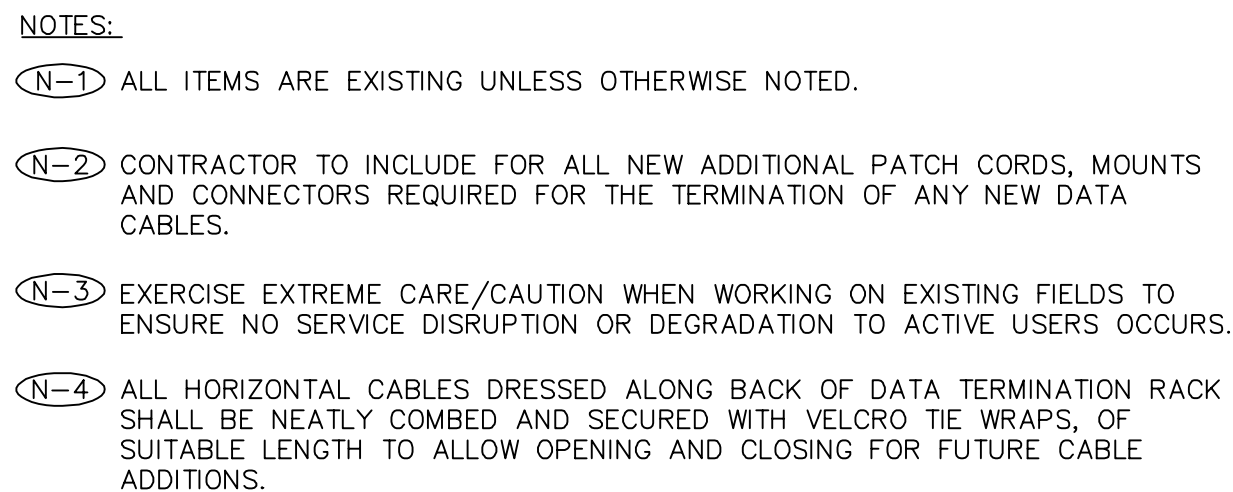 NOTES:
N-1 ALL ITEMS ARE EXISTING UNLESS OTHERWISE NOTED.
N-2 CONTRACTOR TO INCLUDE FOR ALL NEW ADDITIONAL PATCH CORDS, MOUNTS
AND CONNECTORS REQUIRED FOR THE TERMINATION OF ANY NEW DATA
CABLES.
N-3 EXERCISE EXTREME CARE/CAUTION WHEN WORKING ON EXISTING FIELDS TO
ENSURE NO SERVICE DISRUPTION OR DEGRADATION TO ACTIVE USERS OCCURS.
N-4 ALL HORIZONTAL CABLES DRESSED ALONG BACK OF DATA TERMINATION RACK
SHALL BE NEATLY COMBED AND SECURED WITH VELCRO TIE WRAPS, OF
SUITABLE LENGTH TO ALLOW OPENING AND CLOSING FOR FUTURE CABLE
ADDITIONS.